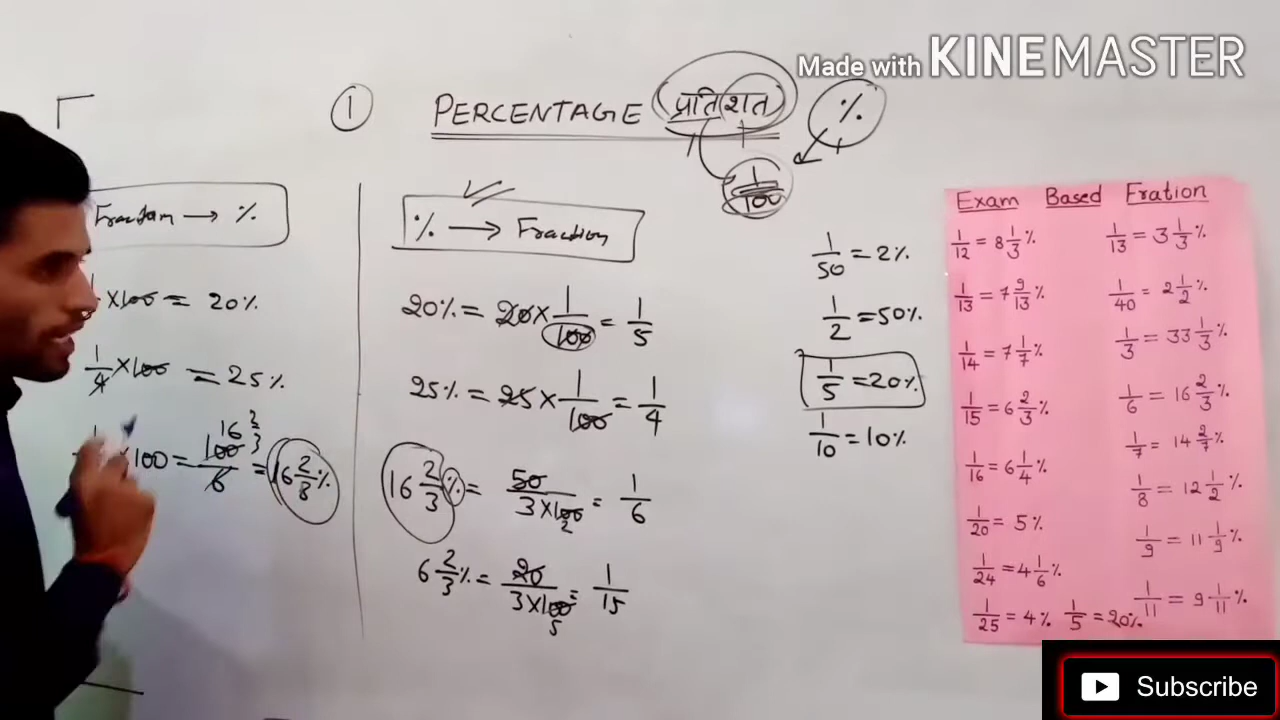 Made with KINEMASTER
① PERCENTAGE प्रतिशत %
1/100
Fraction → %
×100 = 20%
1/4 ×100 = 25%
×100 = 100/6 = 16 2/8 %
16 2/3
% → Fraction
20% = 20 × 1/100 = 1/5
25% = 25 × 1/100 = 1/4
16 2/3 % = 50/3×100 = 1/6
2
6 2/3 % = 20/3×100 = 1/15
5
1/50 = 2%
1/2 = 50%
1/5 = 20%
1/10 = 10%
Exam Based Fration
1/12 = 8 1/3 %
1/13 = 7 9/13 %
1/14 = 7 1/7 %
1/15 = 6 2/3 %
1/16 = 6 1/4 %
1/20 = 5%
1/24 = 4 1/6 %
1/25 = 4% 1/5 = 20%
1/13 = 3 1/3 %
1/40 = 2 1/2 %
1/3 = 33 1/3 %
1/6 = 16 2/3 %
1/7 = 14 2/7 %
1/8 = 12 1/2 %
1/9 = 11 1/9 %
1/11 = 9 1/11 %
Subscribe